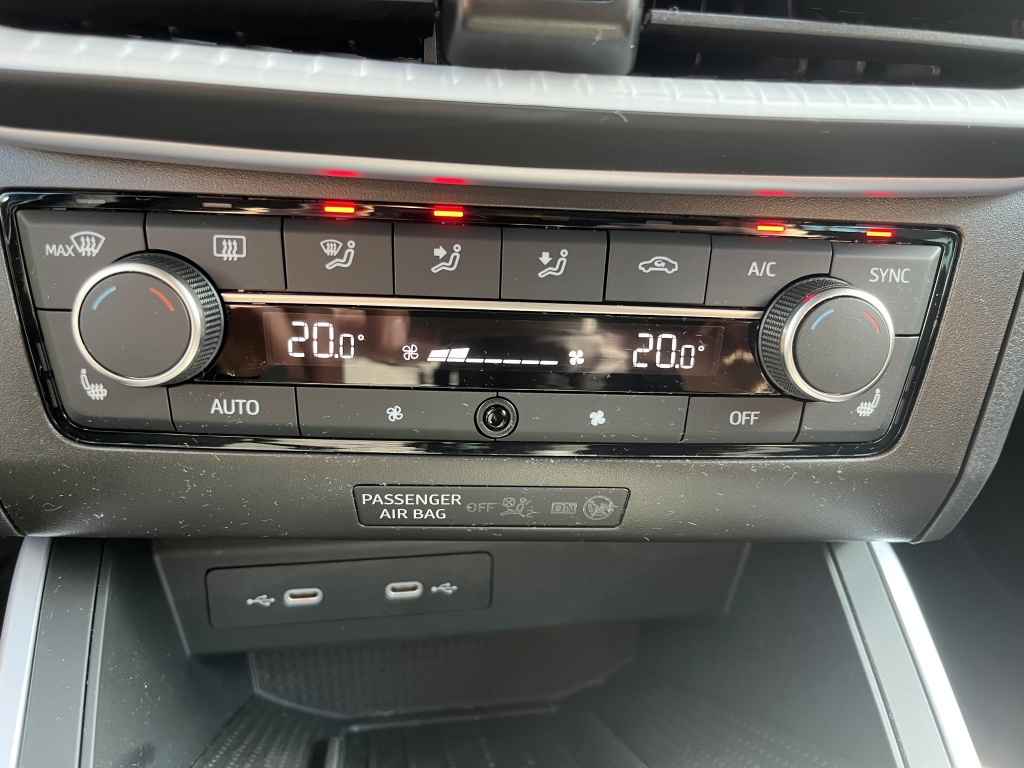 MAX
A/C
SYNC
20.0°
20.0°
AUTO
OFF
PASSENGER
AIR BAG
OFF
ON